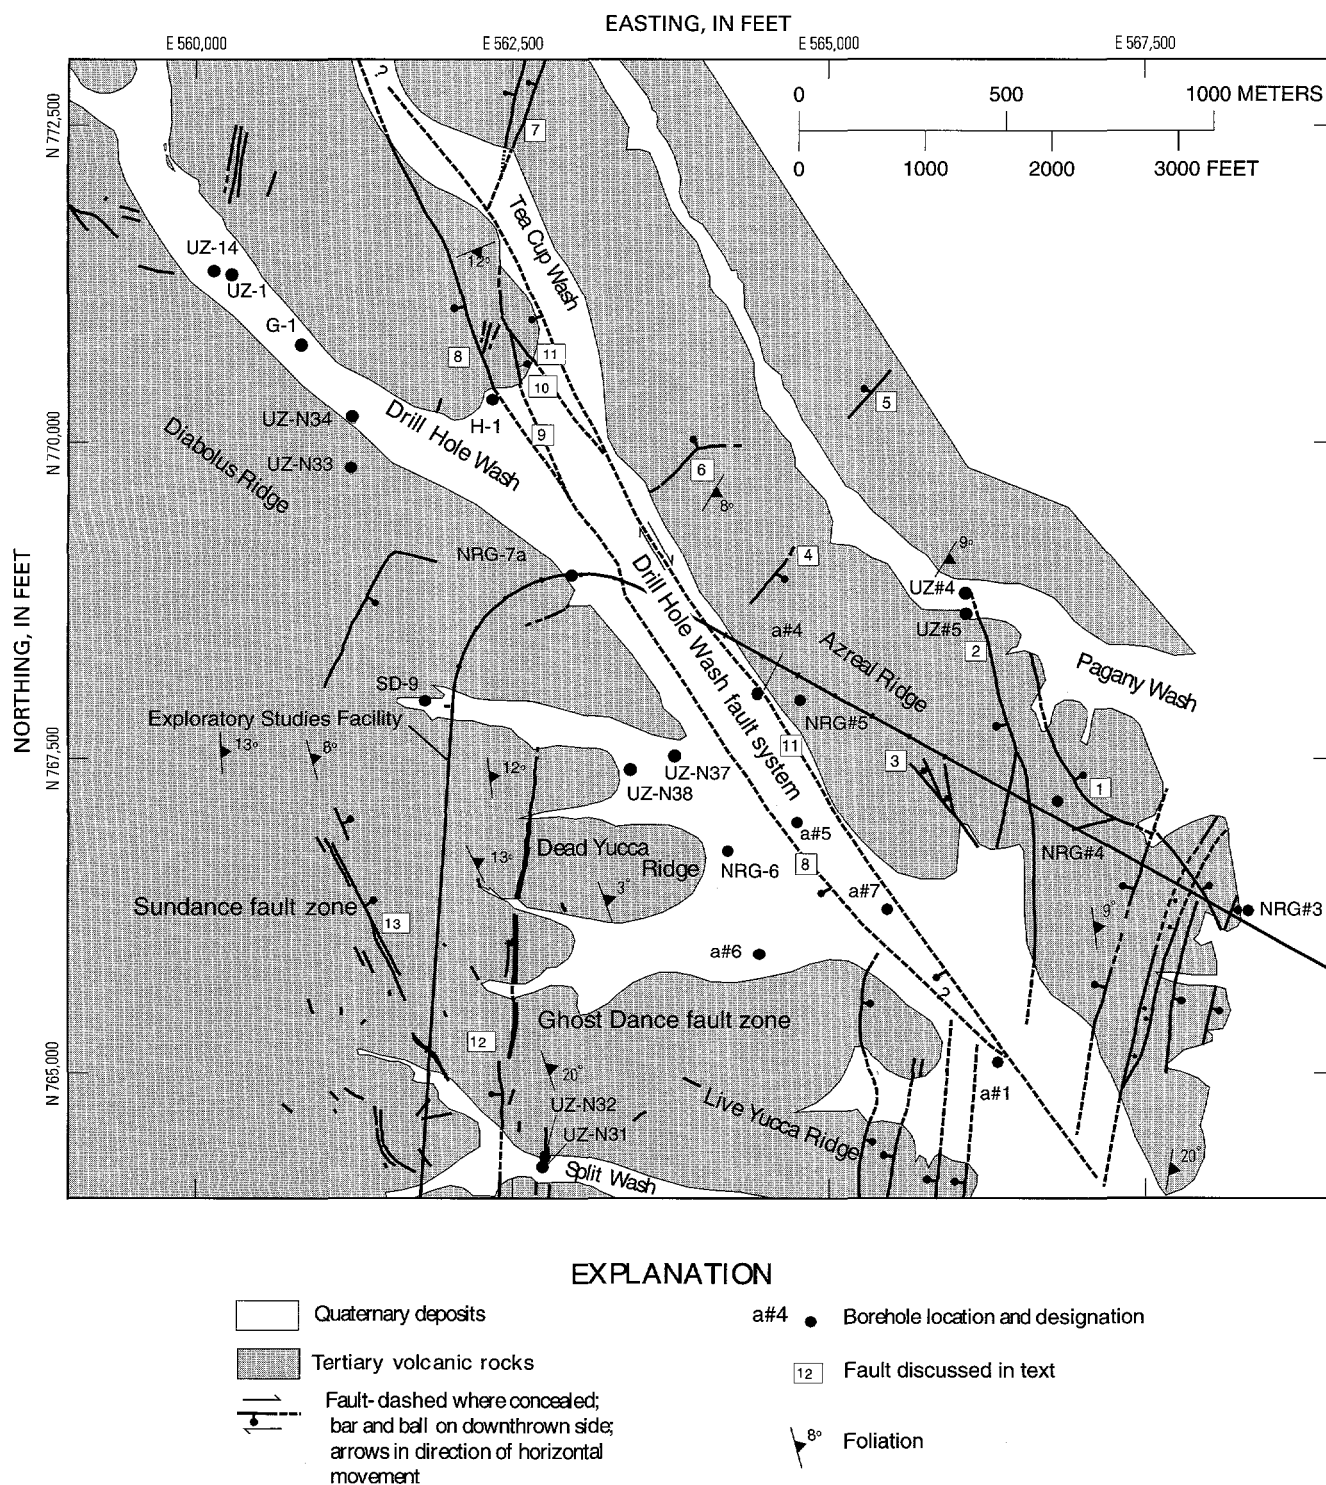 EASTING, IN FEET
E 560,000
E 562,500
E 565,000
E 567,500
NORTHING, IN FEET
N 772,500
N 770,000
N 767,500
N 765,000
0 500 1000 METERS
0 1000 2000 3000 FEET
?
7
Tea Cup Wash
12°
UZ-14
UZ-1
G-1
8
11
10
5
UZ-N34
Drill Hole Wash
H-1
9
Diabolus Ridge
UZ-N33
6
8°
NRG-7a
4
9°
UZ#4
UZ#5
Drill Hole Wash fault system
a#4
Azreal Ridge
2
Pagany Wash
SD-9
NRG#5
Exploratory Studies Facility
13°
8°
12°
11
3
1
UZ-N37
UZ-N38
a#5
Dead Yucca
Ridge
13°
3°
NRG-6
8
NRG#4
a#7
Sundance fault zone
13
9°
NRG#3
a#6
?
Ghost Dance fault zone
12
20°
UZ-N32
UZ-N31
Live Yucca Ridge
a#1
20°
Split Wash
EXPLANATION
Quaternary deposits
Tertiary volcanic rocks
Fault-dashed where concealed;
bar and ball on downthrown side;
arrows in direction of horizontal
movement
a#4 Borehole location and designation
12 Fault discussed in text
8° Foliation